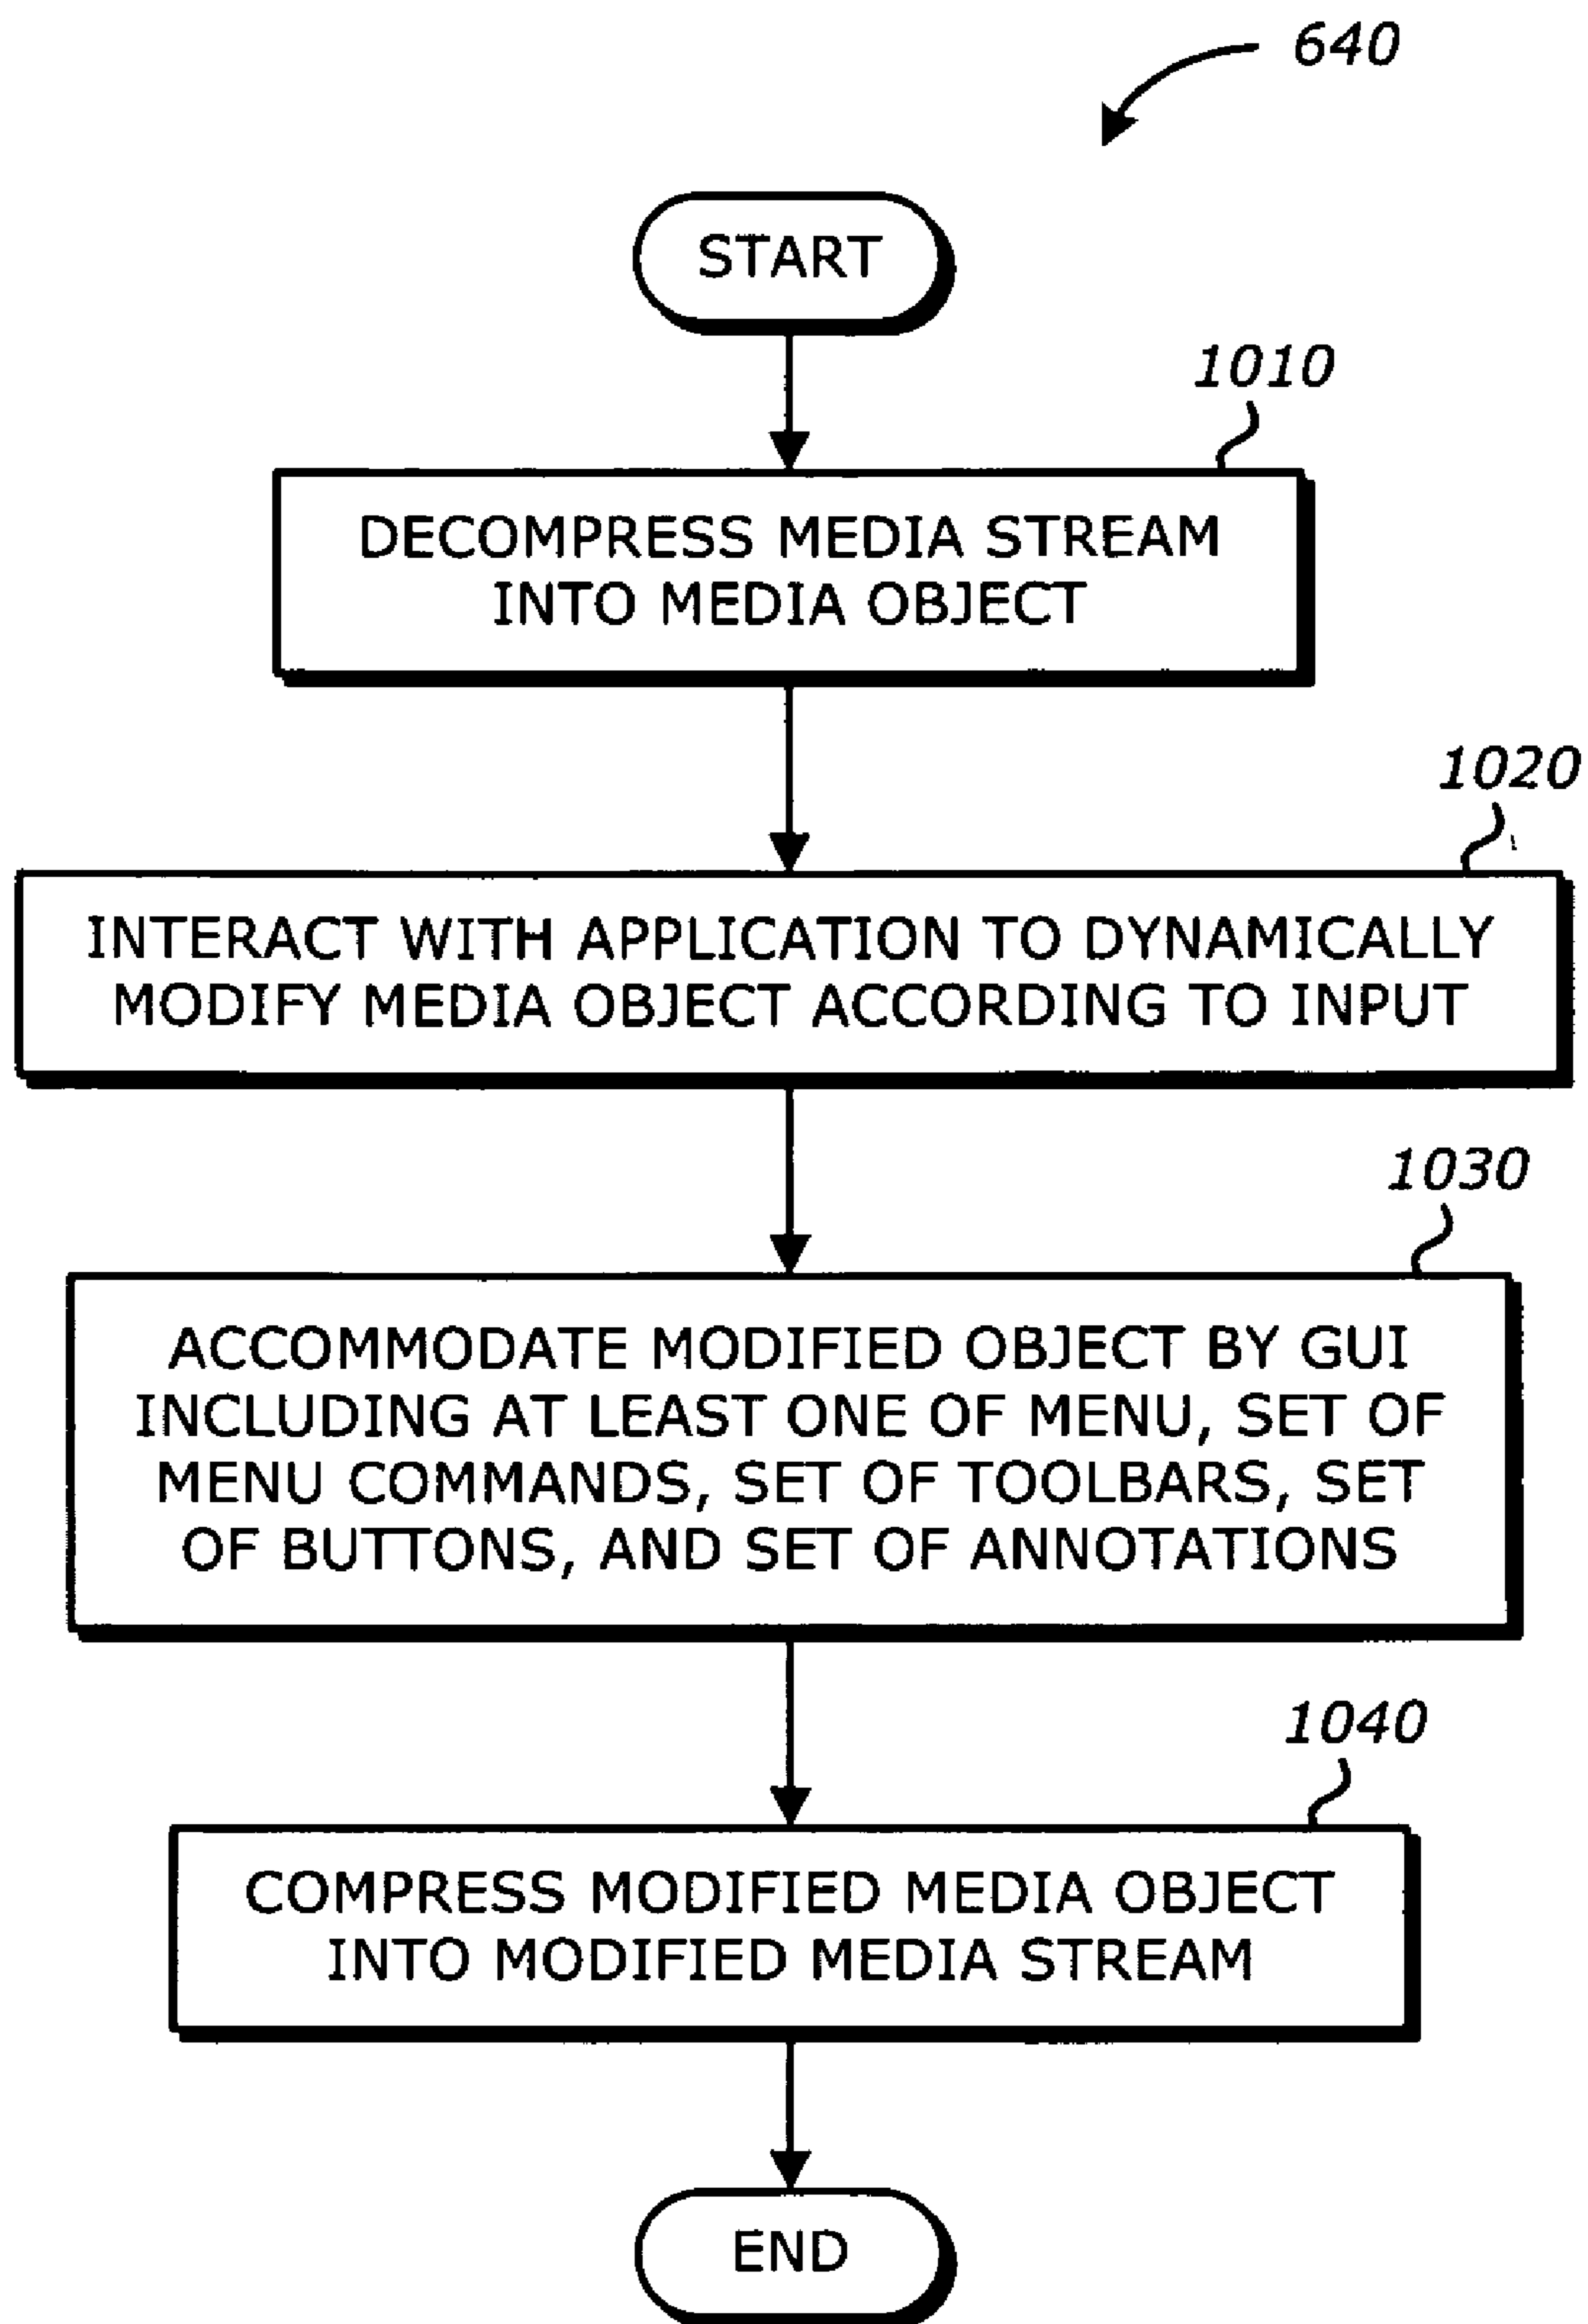 640
START
1010
DECOMPRESS MEDIA STREAM
INTO MEDIA OBJECT
1020
INTERACT WITH APPLICATION TO DYNAMICALLY
MODIFY MEDIA OBJECT ACCORDING TO INPUT
1030
ACCOMMODATE MODIFIED OBJECT BY GUI
INCLUDING AT LEAST ONE OF MENU, SET OF
MENU COMMANDS, SET OF TOOLBARS, SET
OF BUTTONS, AND SET OF ANNOTATIONS
1040
COMPRESS MODIFIED MEDIA OBJECT
INTO MODIFIED MEDIA STREAM
END